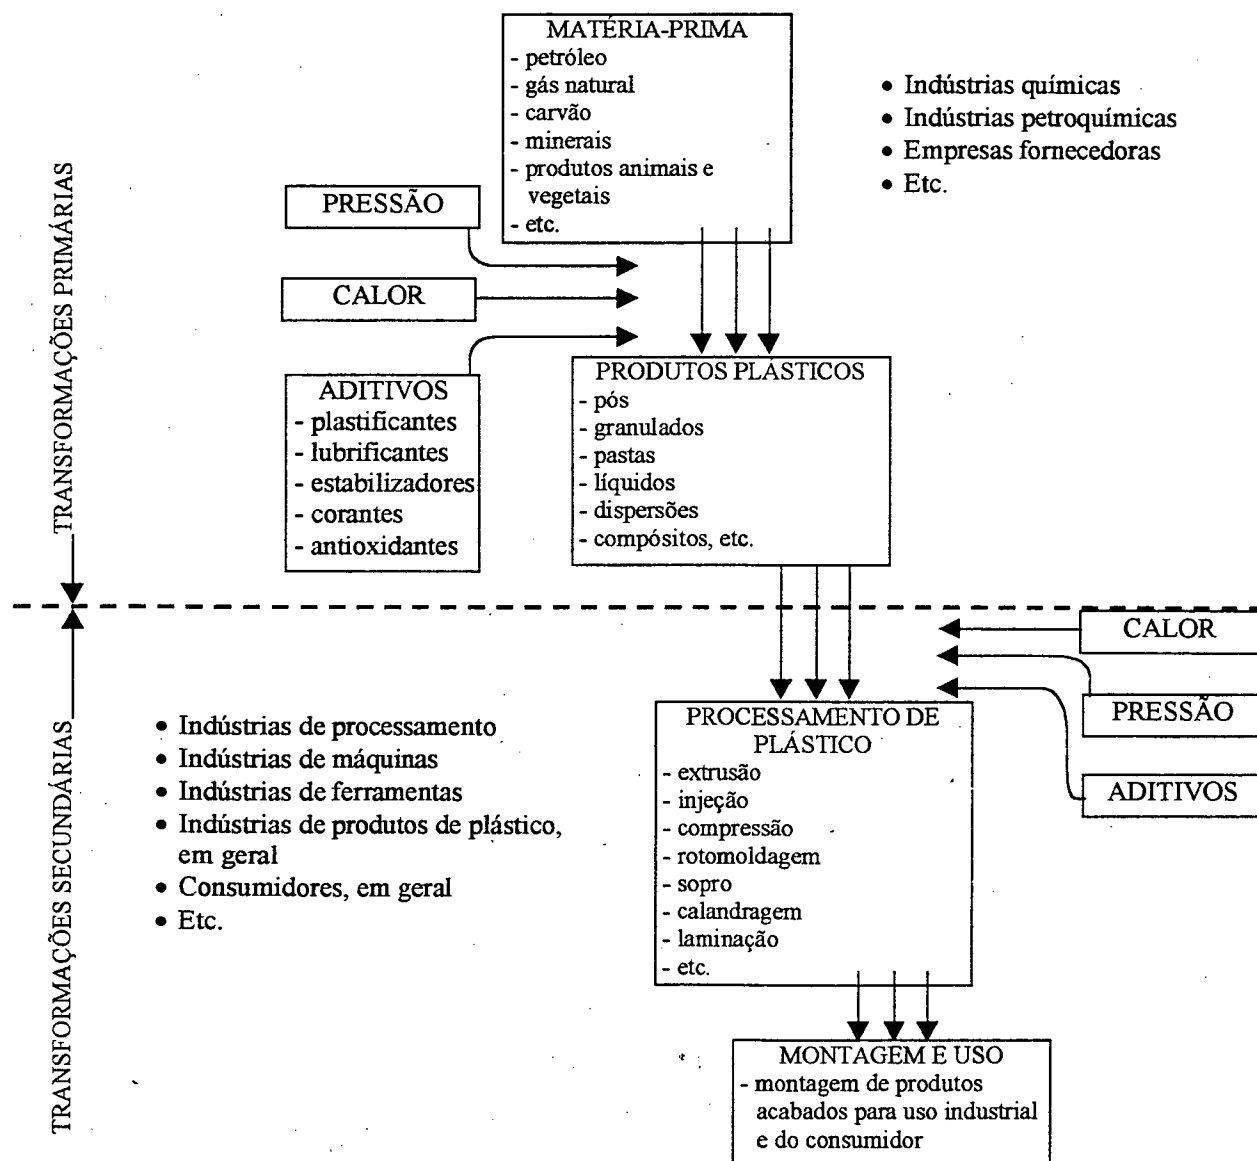 MATÉRIA-PRIMA
- petróleo
- gás natural
- carvão
- minerais
- produtos animais e
vegetais
- etc.
• Indústrias químicas
• Indústrias petroquímicas
• Empresas fornecedoras
• Etc.
TRANSFORMAÇÕES PRIMÁRIAS
PRESSÃO
CALOR
ADITIVOS
- plastificantes
- lubrificantes
- estabilizadores
- corantes
- antioxidantes
PRODUTOS PLÁSTICOS
- pós
- granulados
- pastas
- líquidos
- dispersões
- compósitos, etc.
CALOR
PRESSÃO
ADITIVOS
TRANSFORMAÇÕES SECUNDÁRIAS
• Indústrias de processamento
• Indústrias de máquinas
• Indústrias de ferramentas
• Indústrias de produtos de plástico,
em geral
• Consumidores, em geral
• Etc.
PROCESSAMENTO DE
PLÁSTICO
- extrusão
- injeção
- compressão
- rotomoldagem
- sopro
- calandragem
- laminação
- etc.
MONTAGEM E USO
- montagem de produtos
acabados para uso industrial
e do consumidor